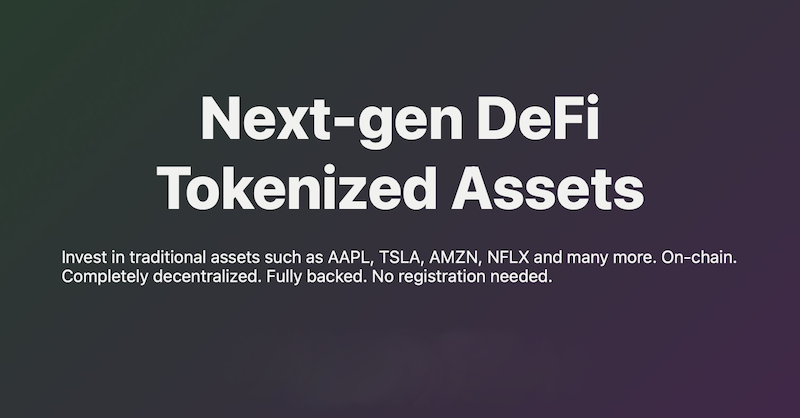 Next-gen DeFi
Tokenized Assets
Invest in traditional assets such as AAPL, TSLA, AMZN, NFLX and many more. On-chain.
Completely decentralized. Fully backed. No registration needed.